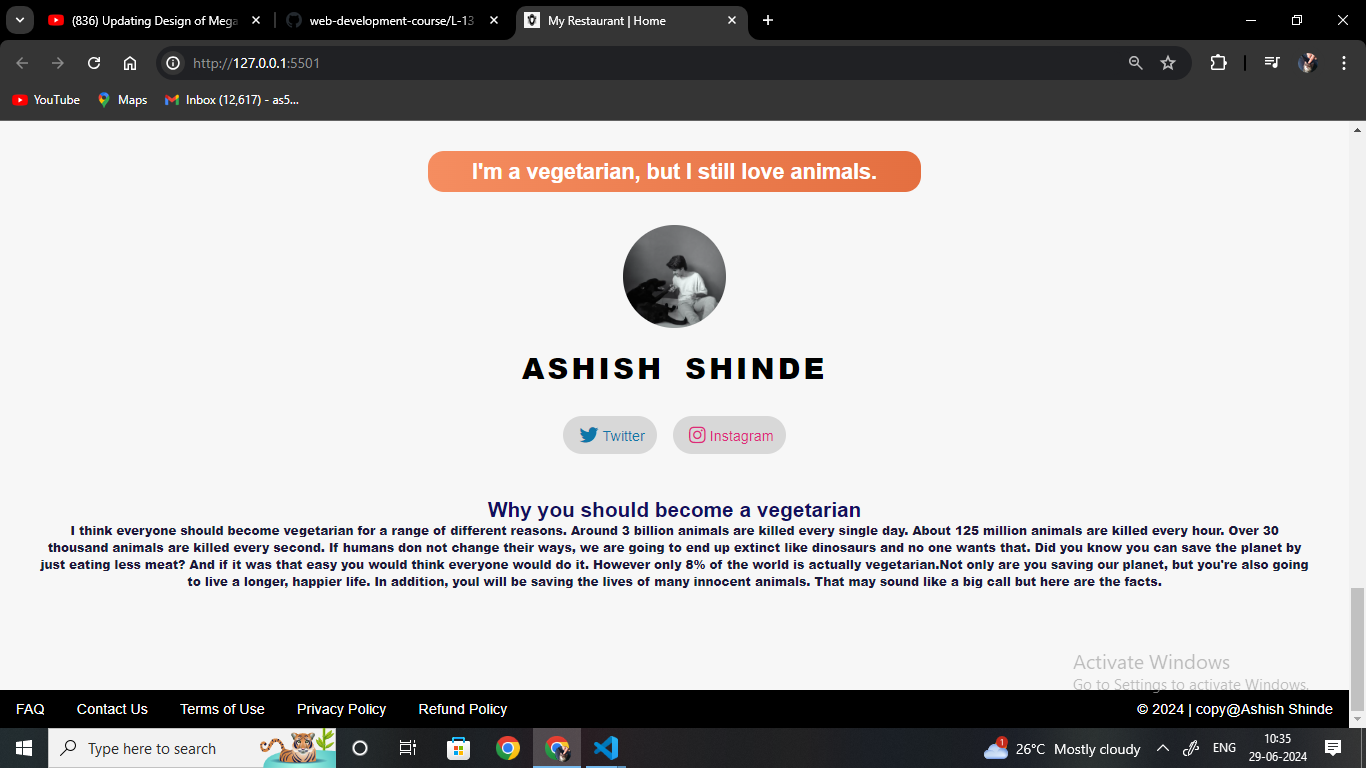 (836) Updating Design of Mega
web-development-course/L-13
My Restaurant | Home
http://127.0.0.1:5501
YouTube
Maps
Inbox (12,617) - as5...
I'm a vegetarian, but I still love animals.
ASHISH SHINDE
Twitter
Instagram
Why you should become a vegetarian
I think everyone should become vegetarian for a range of different reasons. Around 3 billion animals are killed every single day. About 125 million animals are killed every hour. Over 30
thousand animals are killed every second. If humans don not change their ways, we are going to end up extinct like dinosaurs and no one wants that. Did you know you can save the planet by
just eating less meat? And if it was that easy you would think everyone would do it. However only 8% of the world is actually vegetarian.Not only are you saving our planet, but you're also going
to live a longer, happier life. In addition, youl will be saving the lives of many innocent animals. That may sound like a big call but here are the facts.
Activate Windows
Go to Settings to activate Windows.
FAQ Contact Us Terms of Use Privacy Policy Refund Policy © 2024 | copy@Ashish Shinde
Type here to search
1
26°C Mostly cloudy
ENG
10:35
29-06-2024